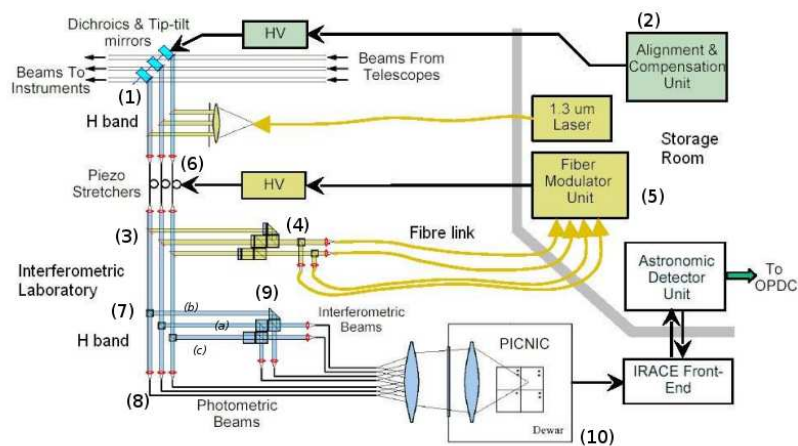 Dichroics & Tip-tilt
mirrors
HV
(2)
Alignment &
Compensation
Unit
Beams From
Telescopes
Beams To
Instruments
(1)
H band
1.3 um
Laser
Storage
Room
(6)
Piezo
Stretchers
HV
Fiber
Modulator
Unit
(5)
(3)
(4)
Fibre link
Interferometric
Laboratory
Astronomic
Detector
Unit
To
OPDC
(7)
(b)
(9)
(a)
Interferometric
Beams
H band
(c)
PICNIC
IRACE Front-
End
(8)
Photometric
Beams
Dewar
(10)